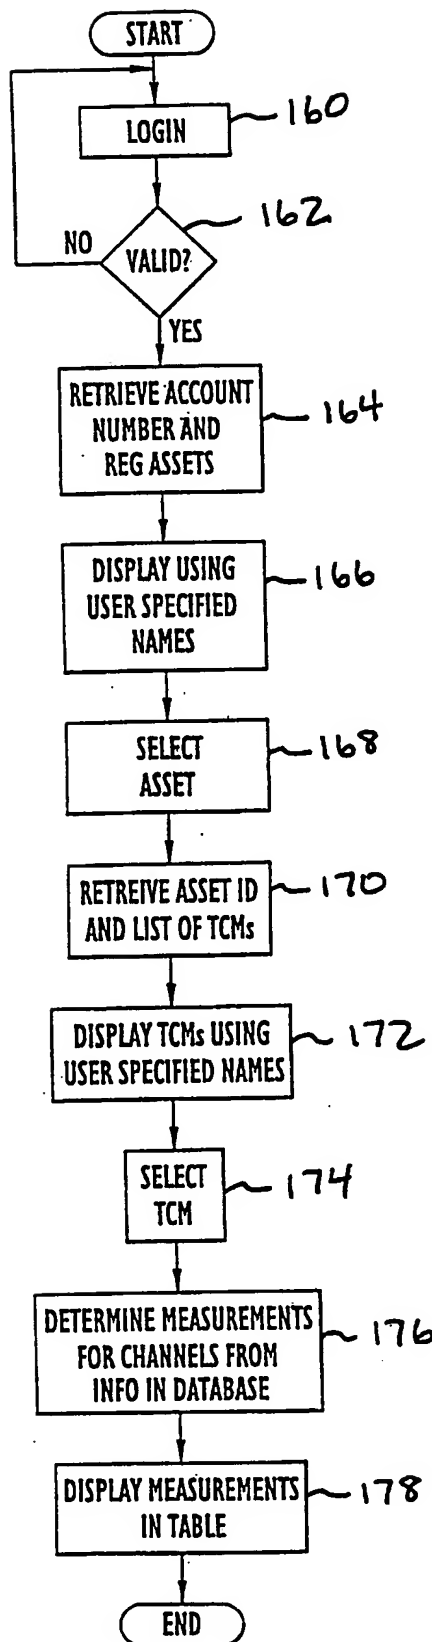 START
LOGIN
160
162
VALID?
NO
YES
RETRIEVE ACCOUNT
NUMBER AND
REG ASSETS
164
DISPLAY USING
USER SPECIFIED
NAMES
166
SELECT
ASSET
168
RETREIVE ASSET ID
AND LIST OF TCMs
170
DISPLAY TCMs USING
USER SPECIFIED NAMES
172
SELECT
TCM
174
DETERMINE MEASUREMENTS
FOR CHANNELS FROM
INFO IN DATABASE
176
DISPLAY MEASUREMENTS
IN TABLE
178
END